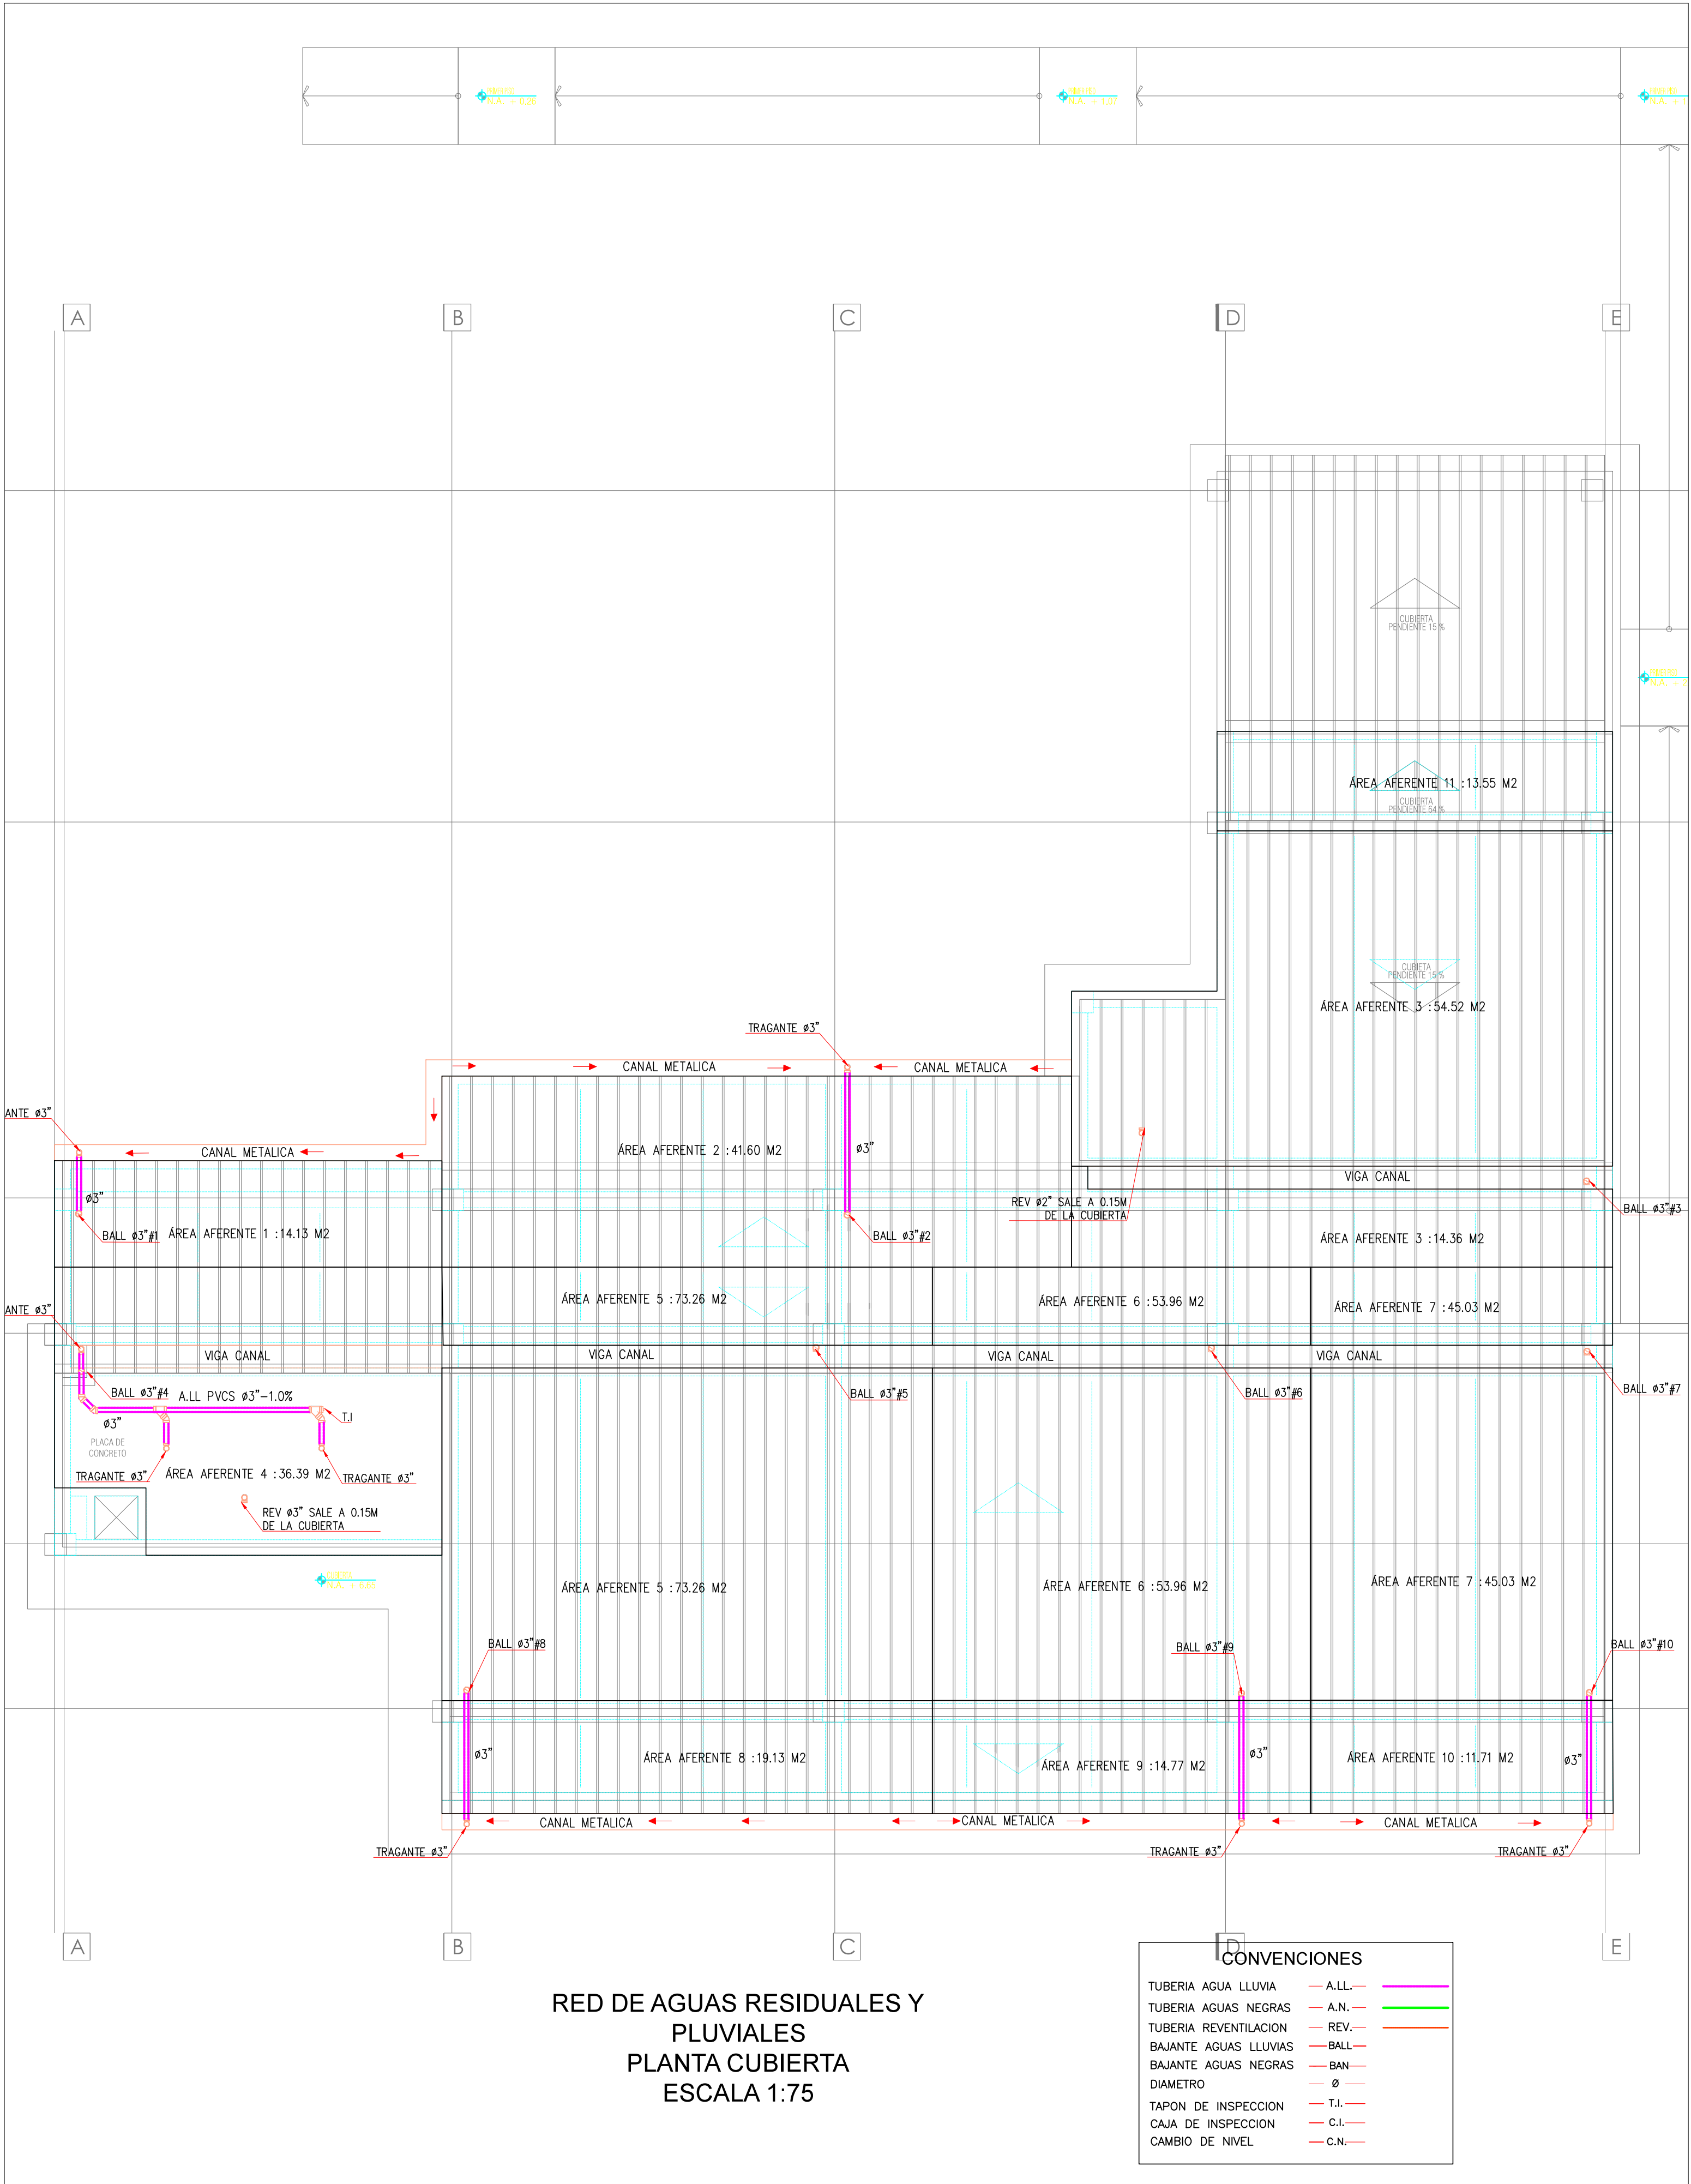 N.A.
N.A.
N.A.
A
B
C
D
E
CUBIERTA
PENDIENTE 15 %
N.A.
ÁREA AFERENTE 11 :13.55 M2
CUBIERTA
PENDIENTE 64 %
CUBIETA
PENDIENTE 15 %
ÁREA AFERENTE 3 :54.52 M2
TRAGANTE ø3"
CANAL METALICA
CANAL METALICA
ANTE ø3"
CANAL METALICA
ÁREA AFERENTE 2 :41.60 M2
ø3"
VIGA CANAL
ø3"
REV ø2" SALE A 0.15M
DE LA CUBIERTA
BALL ø3"#3
BALL ø3"#1
ÁREA AFERENTE 1 :14.13 M2
BALL ø3"#2
ÁREA AFERENTE 3 :14.36 M2
ANTE ø3"
ÁREA AFERENTE 5 :73.26 M2
ÁREA AFERENTE 6 :53.96 M2
ÁREA AFERENTE 7 :45.03 M2
VIGA CANAL
VIGA CANAL
VIGA CANAL
VIGA CANAL
BALL ø3"#4
A.LL PVCS ø3"-1.0%
BALL ø3"#5
BALL ø3"#6
BALL ø3"#7
ø3"
T.I
PLACA DE
CONCRETO
TRAGANTE ø3"
ÁREA AFERENTE 4 :36.39 M2
TRAGANTE ø3"
REV ø3" SALE A 0.15M
DE LA CUBIERTA
N.A.
ÁREA AFERENTE 5 :73.26 M2
ÁREA AFERENTE 6 :53.96 M2
ÁREA AFERENTE 7 :45.03 M2
BALL ø3"#8
BALL ø3"#9
BALL ø3"#10
ø3"
ÁREA AFERENTE 8 :19.13 M2
ÁREA AFERENTE 9 :14.77 M2
ø3"
ÁREA AFERENTE 10 :11.71 M2
ø3"
CANAL METALICA
CANAL METALICA
CANAL METALICA
TRAGANTE ø3"
TRAGANTE ø3"
TRAGANTE ø3"
A
B
C
D
E
RED DE AGUAS RESIDUALES Y
PLUVIALES
PLANTA CUBIERTA
ESCALA 1:75
CONVENCIONES
TUBERIA AGUA LLUVIA A.LL.
TUBERIA AGUAS NEGRAS A.N.
TUBERIA REVENTILACION REV.
BAJANTE AGUAS LLUVIAS BALL
BAJANTE AGUAS NEGRAS BAN
DIAMETRO Ø
TAPON DE INSPECCION T.I.
CAJA DE INSPECCION C.I.
CAMBIO DE NIVEL C.N.